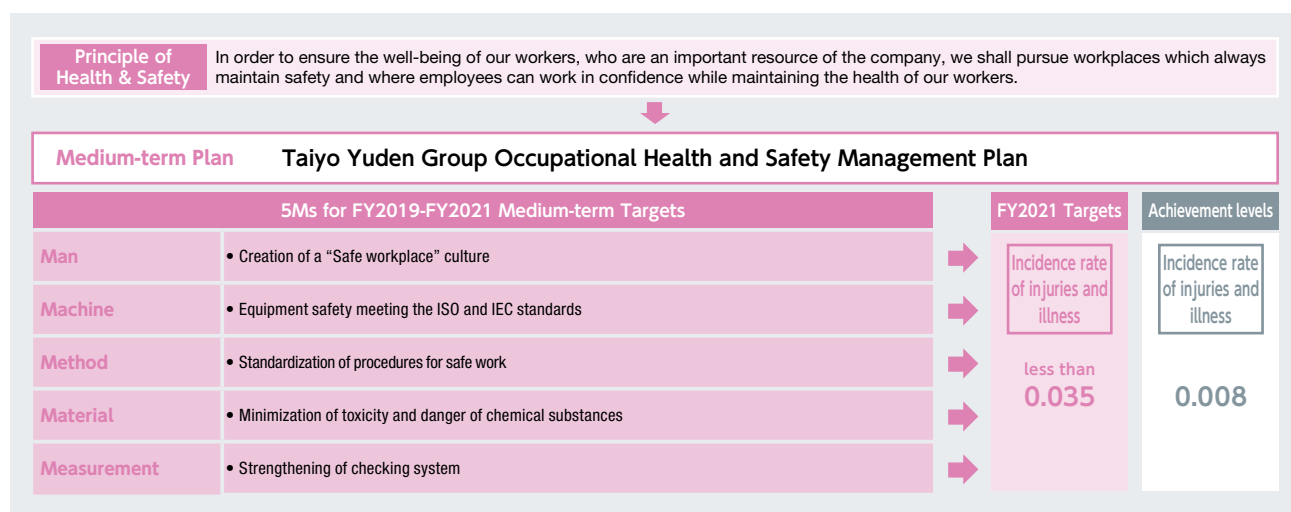 Principle of
Health & Safety
In order to ensure the well-being of our workers, who are an important resource of the company, we shall pursue workplaces which always
maintain safety and where employees can work in confidence while maintaining the health of our workers.
Medium-term Plan
Taiyo Yuden Group Occupational Health and Safety Management Plan
5Ms for FY2019-FY2021 Medium-term Targets
FY2021 Targets
Achievement levels
Man
• Creation of a “Safe workplace” culture
Machine
• Equipment safety meeting the ISO and IEC standards
Method
• Standardization of procedures for safe work
Material
• Minimization of toxicity and danger of chemical substances
Measurement
• Strengthening of checking system
Incidence rate
of injuries and
illness
less than
0.035
Incidence rate
of injuries and
illness
0.008